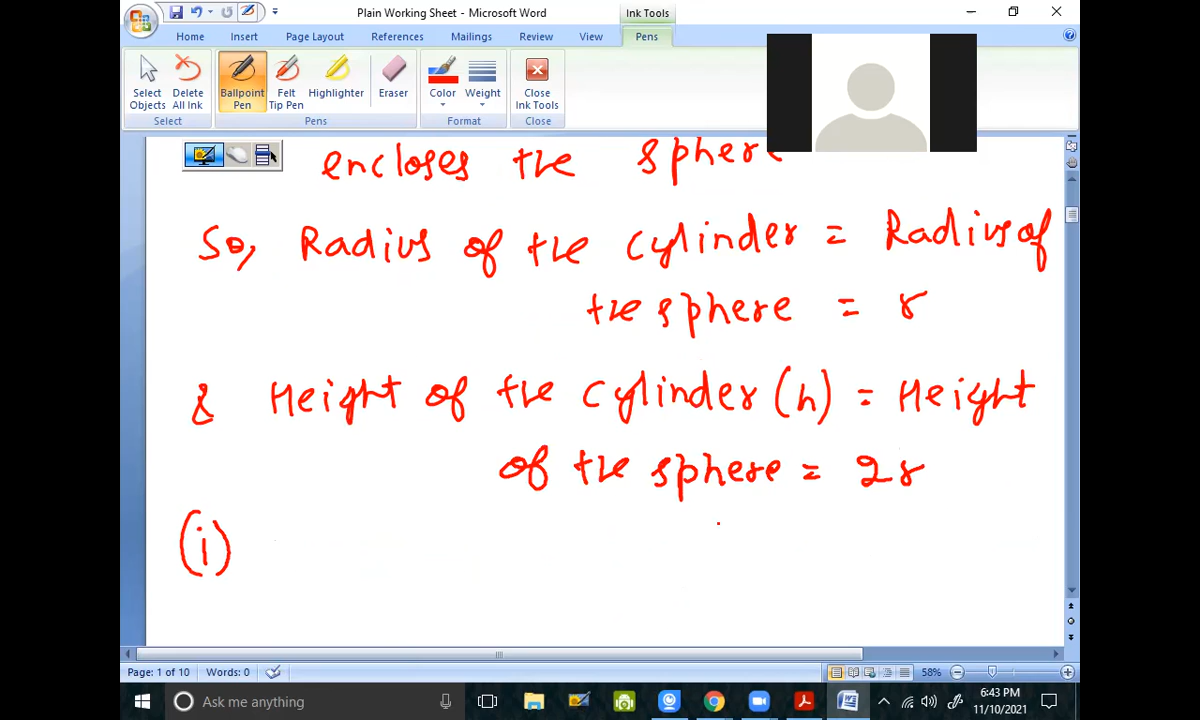 Plain Working Sheet - Microsoft Word
Ink Tools
Home Insert Page Layout References Mailings Review View Pens
Select Objects
Delete All Ink
Ballpoint Pen
Felt Tip Pen
Highlighter
Eraser
Color
Weight
Close Ink Tools
Select
Pens
Format
Close
encloses the sphere
So, Radius of the cylinder = Radius of
the sphere = r
& Height of the cylinder (h) = Height
of the sphere = 2r
(i)
Page: 1 of 10 Words: 0 58%
Ask me anything
6:43 PM
11/10/2021